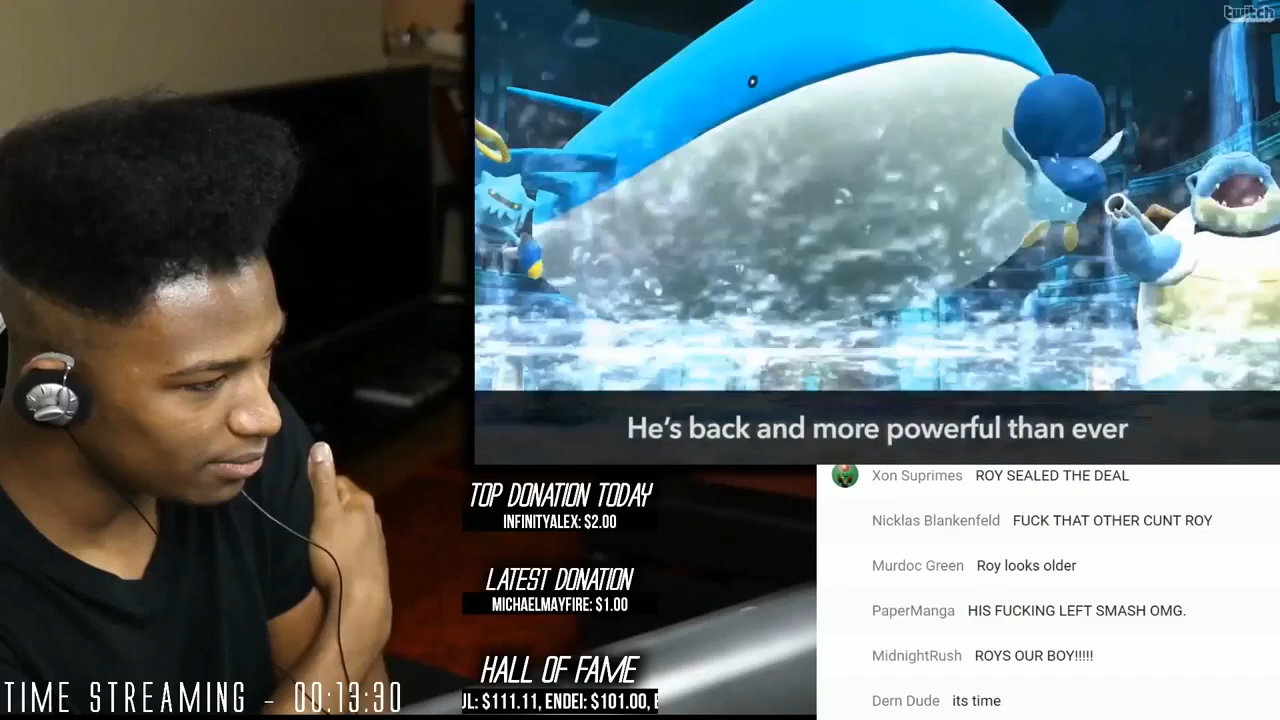 twitch
He's back and more powerful than ever
TOP DONATION TODAY
INFINITYALEX: $2.00
LATEST DONATION
MICHAELMAYFIRE: $1.00
HALL OF FAME
UL: $111.11, ENDEI: $101.00,
TIME STREAMING - 00:13:30
Xon Suprimes ROY SEALED THE DEAL
Nicklas Blankenfeld FUCK THAT OTHER CUNT ROY
Murdoc Green Roy looks older
PaperManga HIS FUCKING LEFT SMASH OMG.
MidnightRush ROYS OUR BOY!!!!!
Dern Dude its time